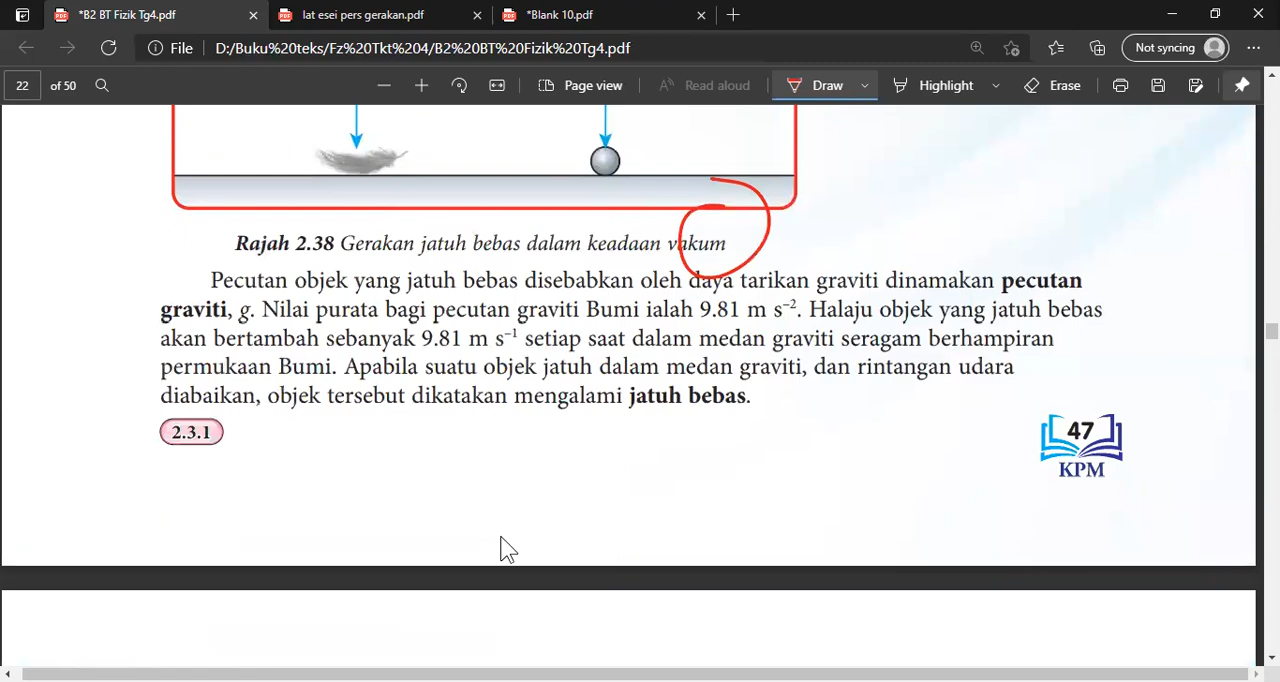 *B2 BT Fizik Tg4.pdf
lat esei pers gerakan.pdf
*Blank 10.pdf
File D:/Buku%20teks/Fz%20Tkt%204/B2%20BT%20Fizik%20Tg4.pdf
Not syncing
22 of 50
Page view
Read aloud
Draw
Highlight
Erase
Rajah 2.38 Gerakan jatuh bebas dalam keadaan vakum
Pecutan objek yang jatuh bebas disebabkan oleh daya tarikan graviti dinamakan pecutan
graviti, g. Nilai purata bagi pecutan graviti Bumi ialah 9.81 m s⁻². Halaju objek yang jatuh bebas
akan bertambah sebanyak 9.81 m s⁻¹ setiap saat dalam medan graviti seragam berhampiran
permukaan Bumi. Apabila suatu objek jatuh dalam medan graviti, dan rintangan udara
diabaikan, objek tersebut dikatakan mengalami jatuh bebas.
2.3.1
47
KPM